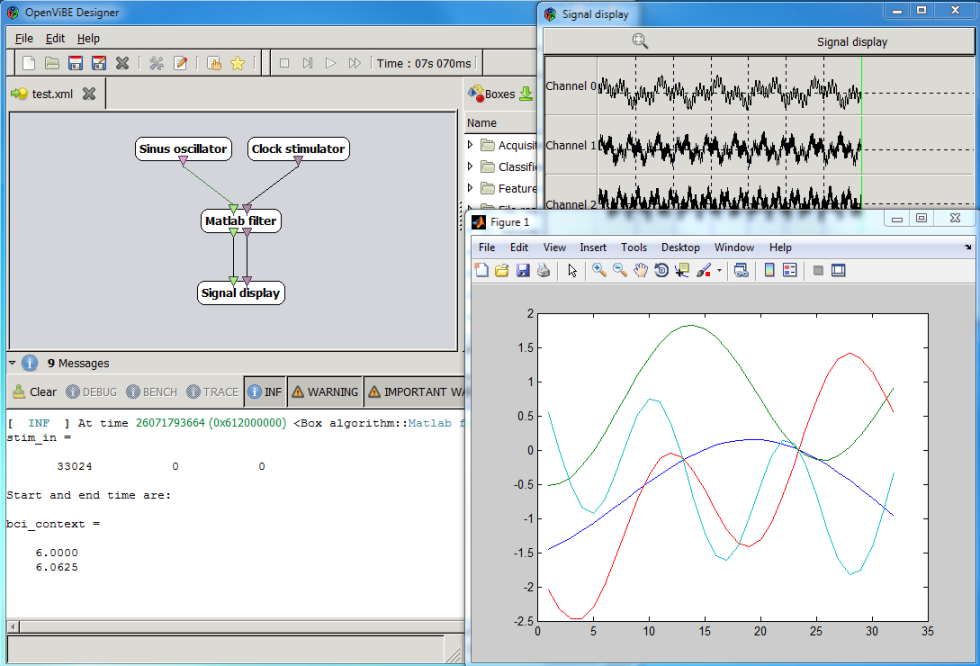 OpenViBE Designer
File Edit Help
Time : 07s 070ms
test.xml
Sinus oscillator
Clock stimulator
Matlab filter
Signal display
Boxes
Name
Acquisit
Classifi
Feature
9 Messages
Clear DEBUG BENCH TRACE INF WARNING IMPORTANT WA
[ INF ] At time 26071793664 (0x612000000) <Box algorithm::Matlab f
stim_in =
33024 0 0
Start and end time are:
bci_context =
6.0000
6.0625
Signal display
Signal display
Channel 0
Channel 1
Channel 2
Figure 1
File Edit View Insert Tools Desktop Window Help
2
1.5
1
0.5
0
-0.5
-1
-1.5
-2
-2.5
0 5 10 15 20 25 30 35